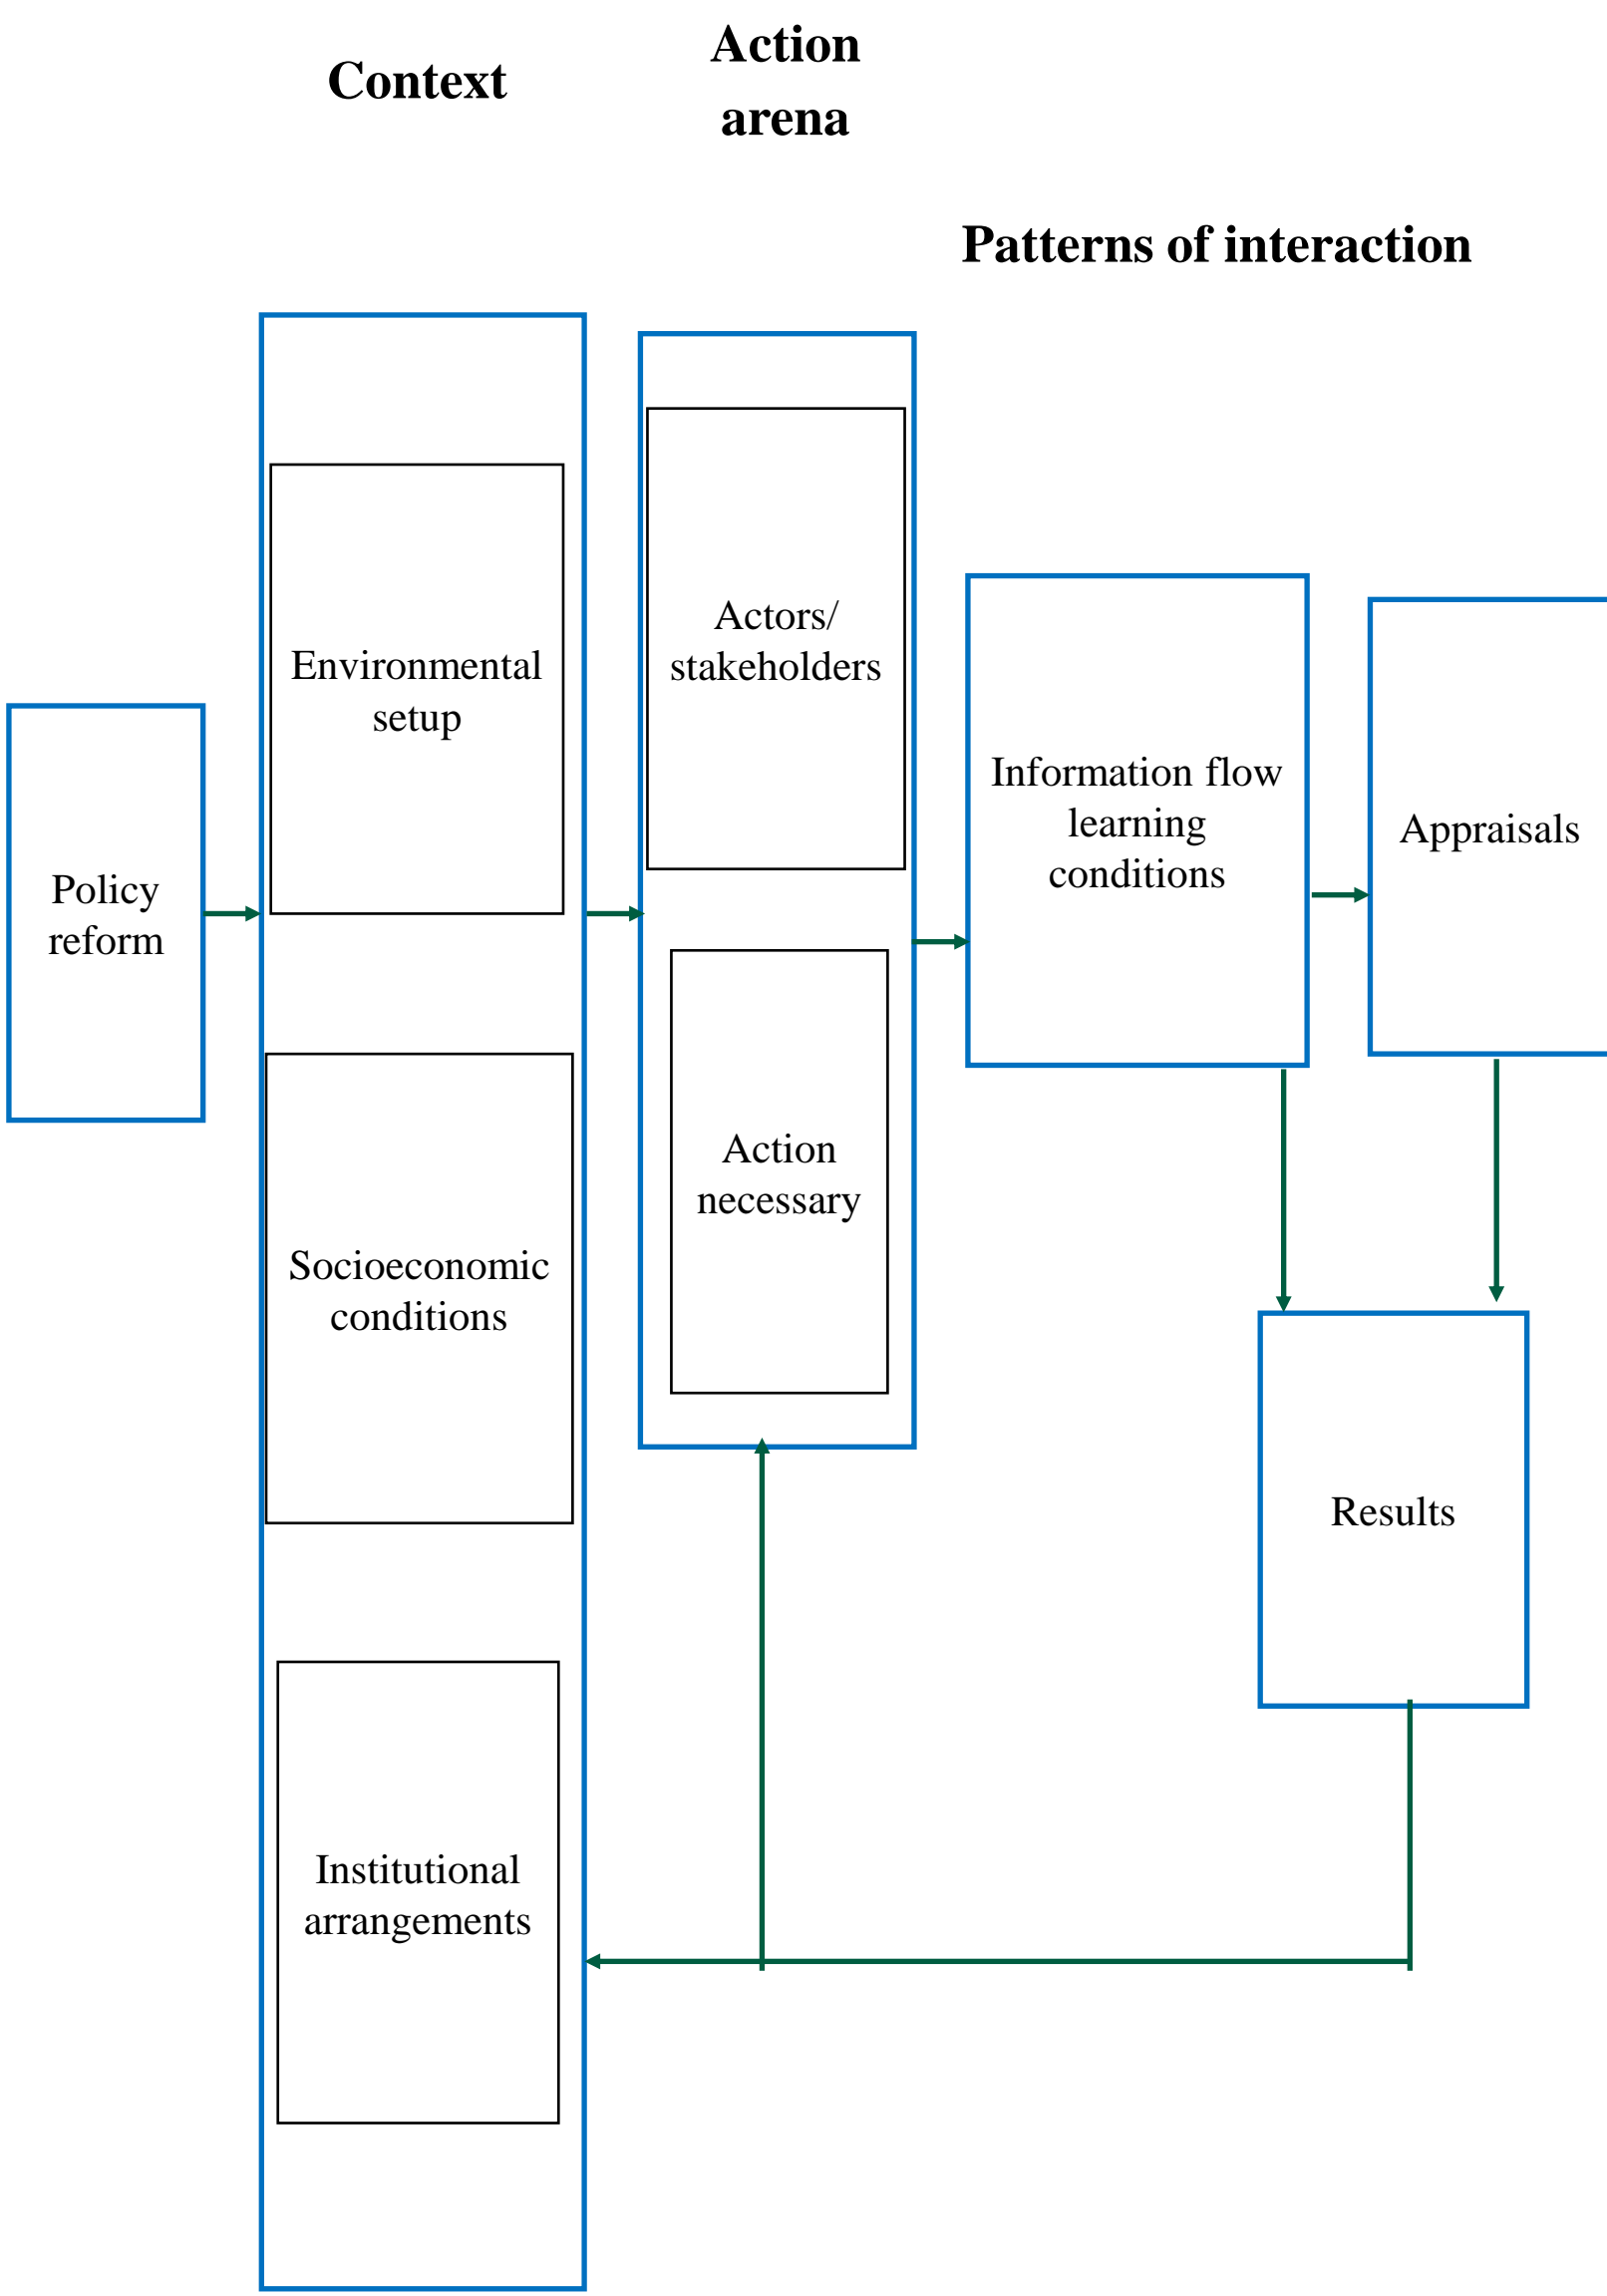 Context
Action
arena
Patterns of interaction
Policy
reform
Environmental
setup
Socioeconomic
conditions
Institutional
arrangements
Actors/
stakeholders
Action
necessary
Information flow
learning
conditions
Appraisals
Results